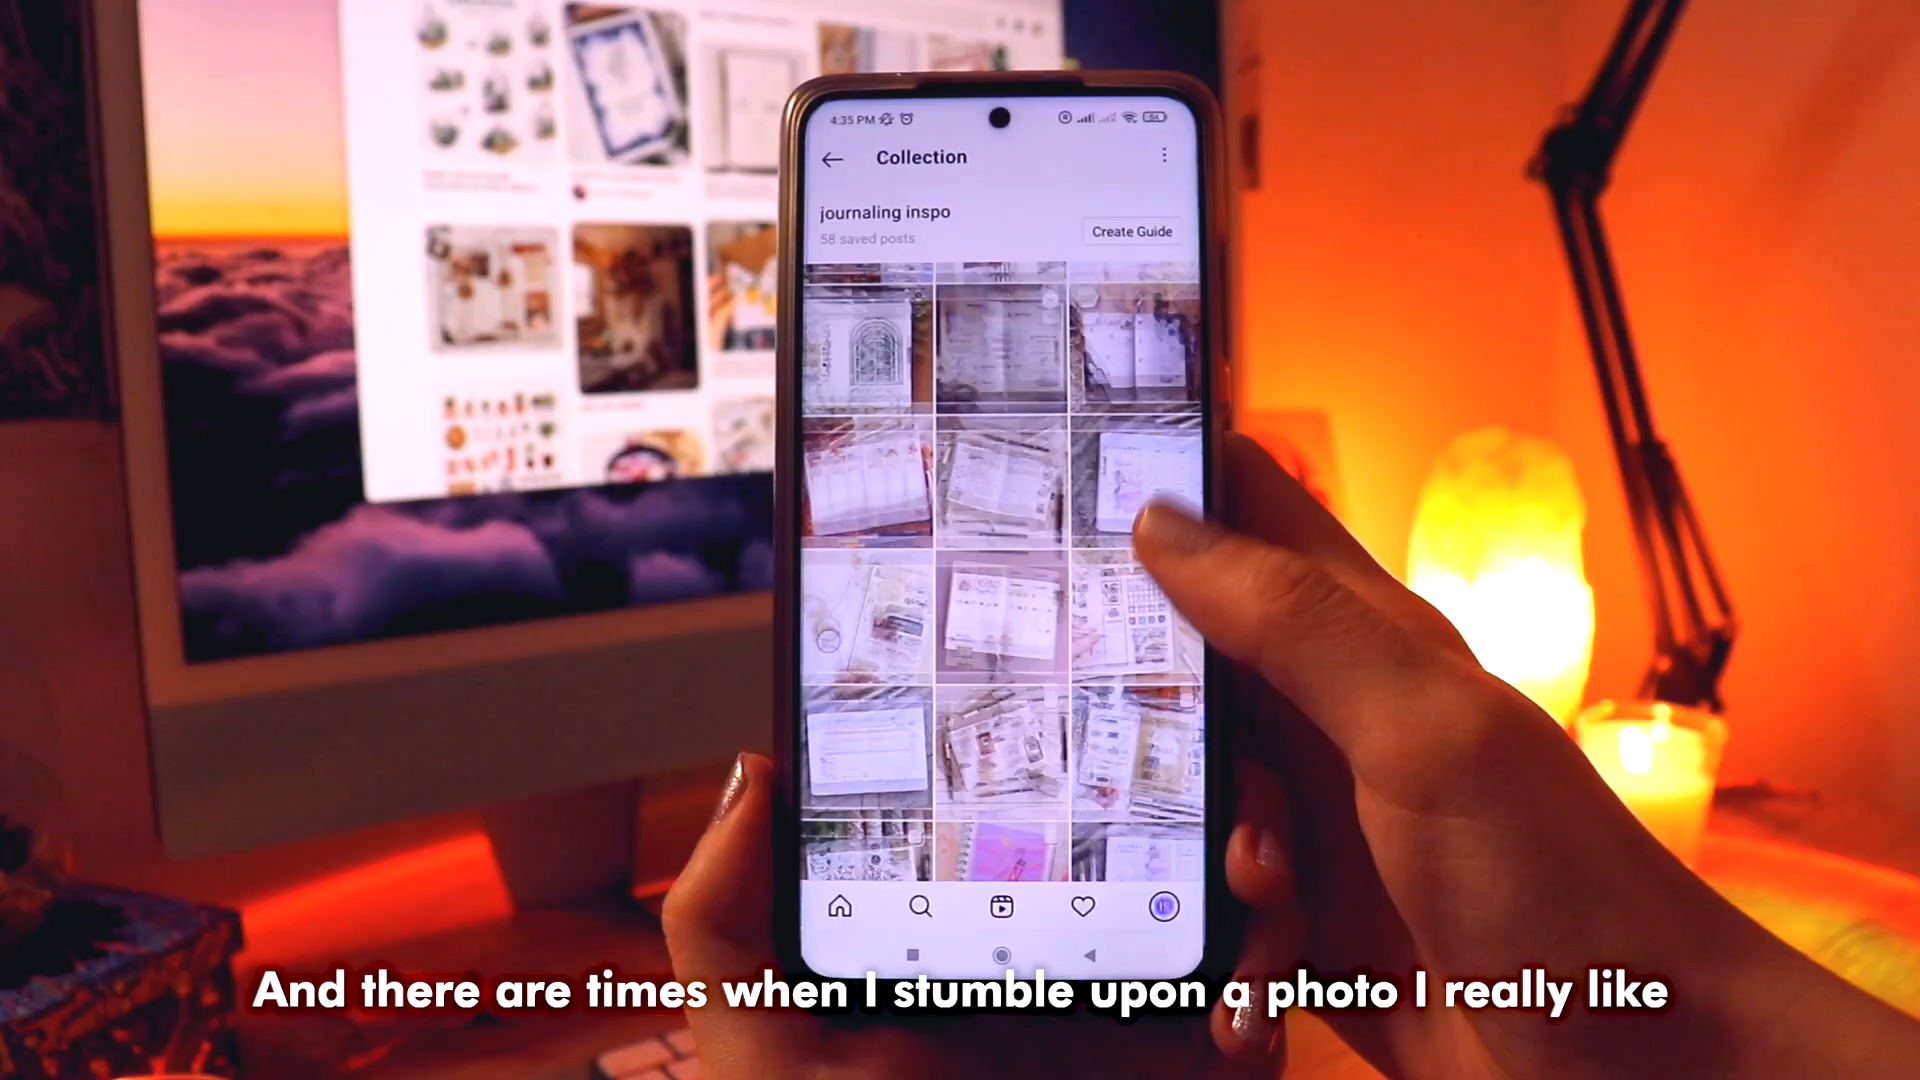 4:35 PM
Collection
journaling inspo
58 saved posts
Create Guide
And there are times when I stumble upon a photo I really like